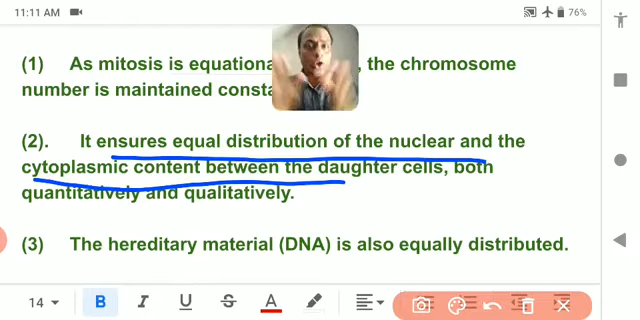 11:11 AM 76%
(1) As mitosis is equationa the chromosome
number is maintained consta
(2). It ensures equal distribution of the nuclear and the
cytoplasmic content between the daughter cells, both
quantitatively and qualitatively.
(3) The hereditary material (DNA) is also equally distributed.
14 B I U S A